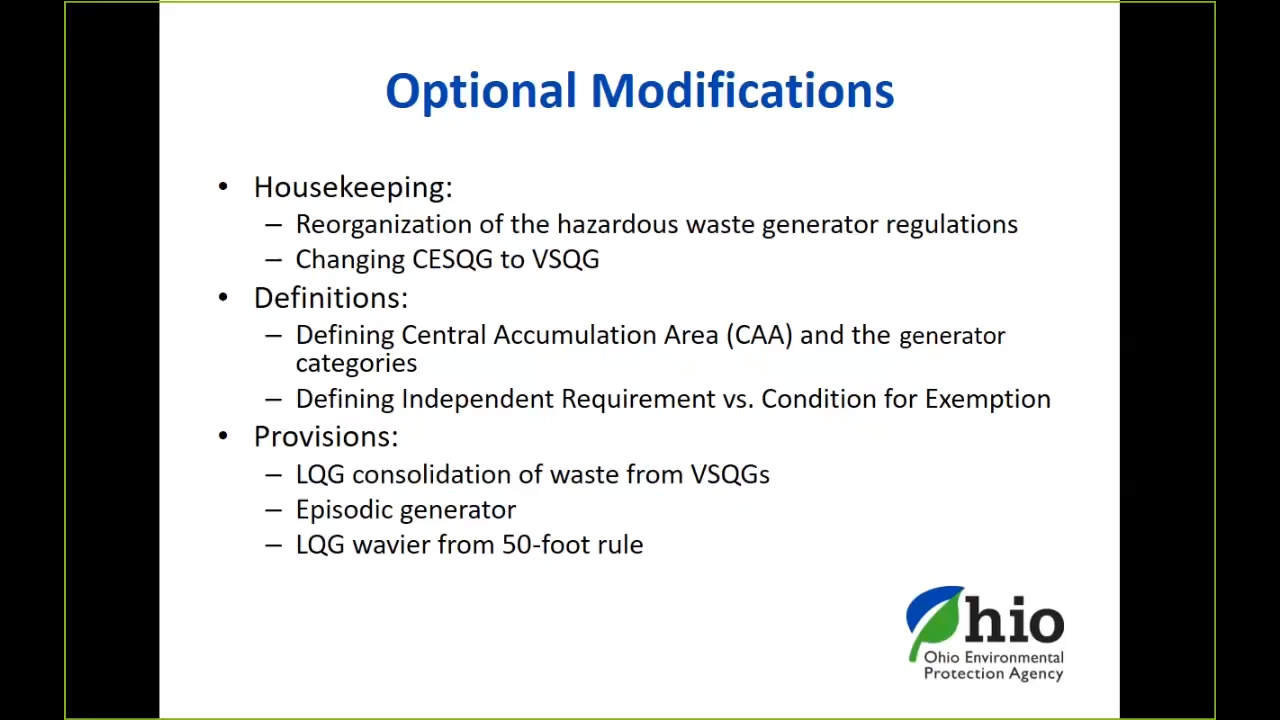 Optional Modifications
• Housekeeping:
– Reorganization of the hazardous waste generator regulations
– Changing CESQG to VSQG
• Definitions:
– Defining Central Accumulation Area (CAA) and the generator
categories
– Defining Independent Requirement vs. Condition for Exemption
• Provisions:
– LQG consolidation of waste from VSQGs
– Episodic generator
– LQG wavier from 50-foot rule
Ohio
Ohio Environmental
Protection Agency